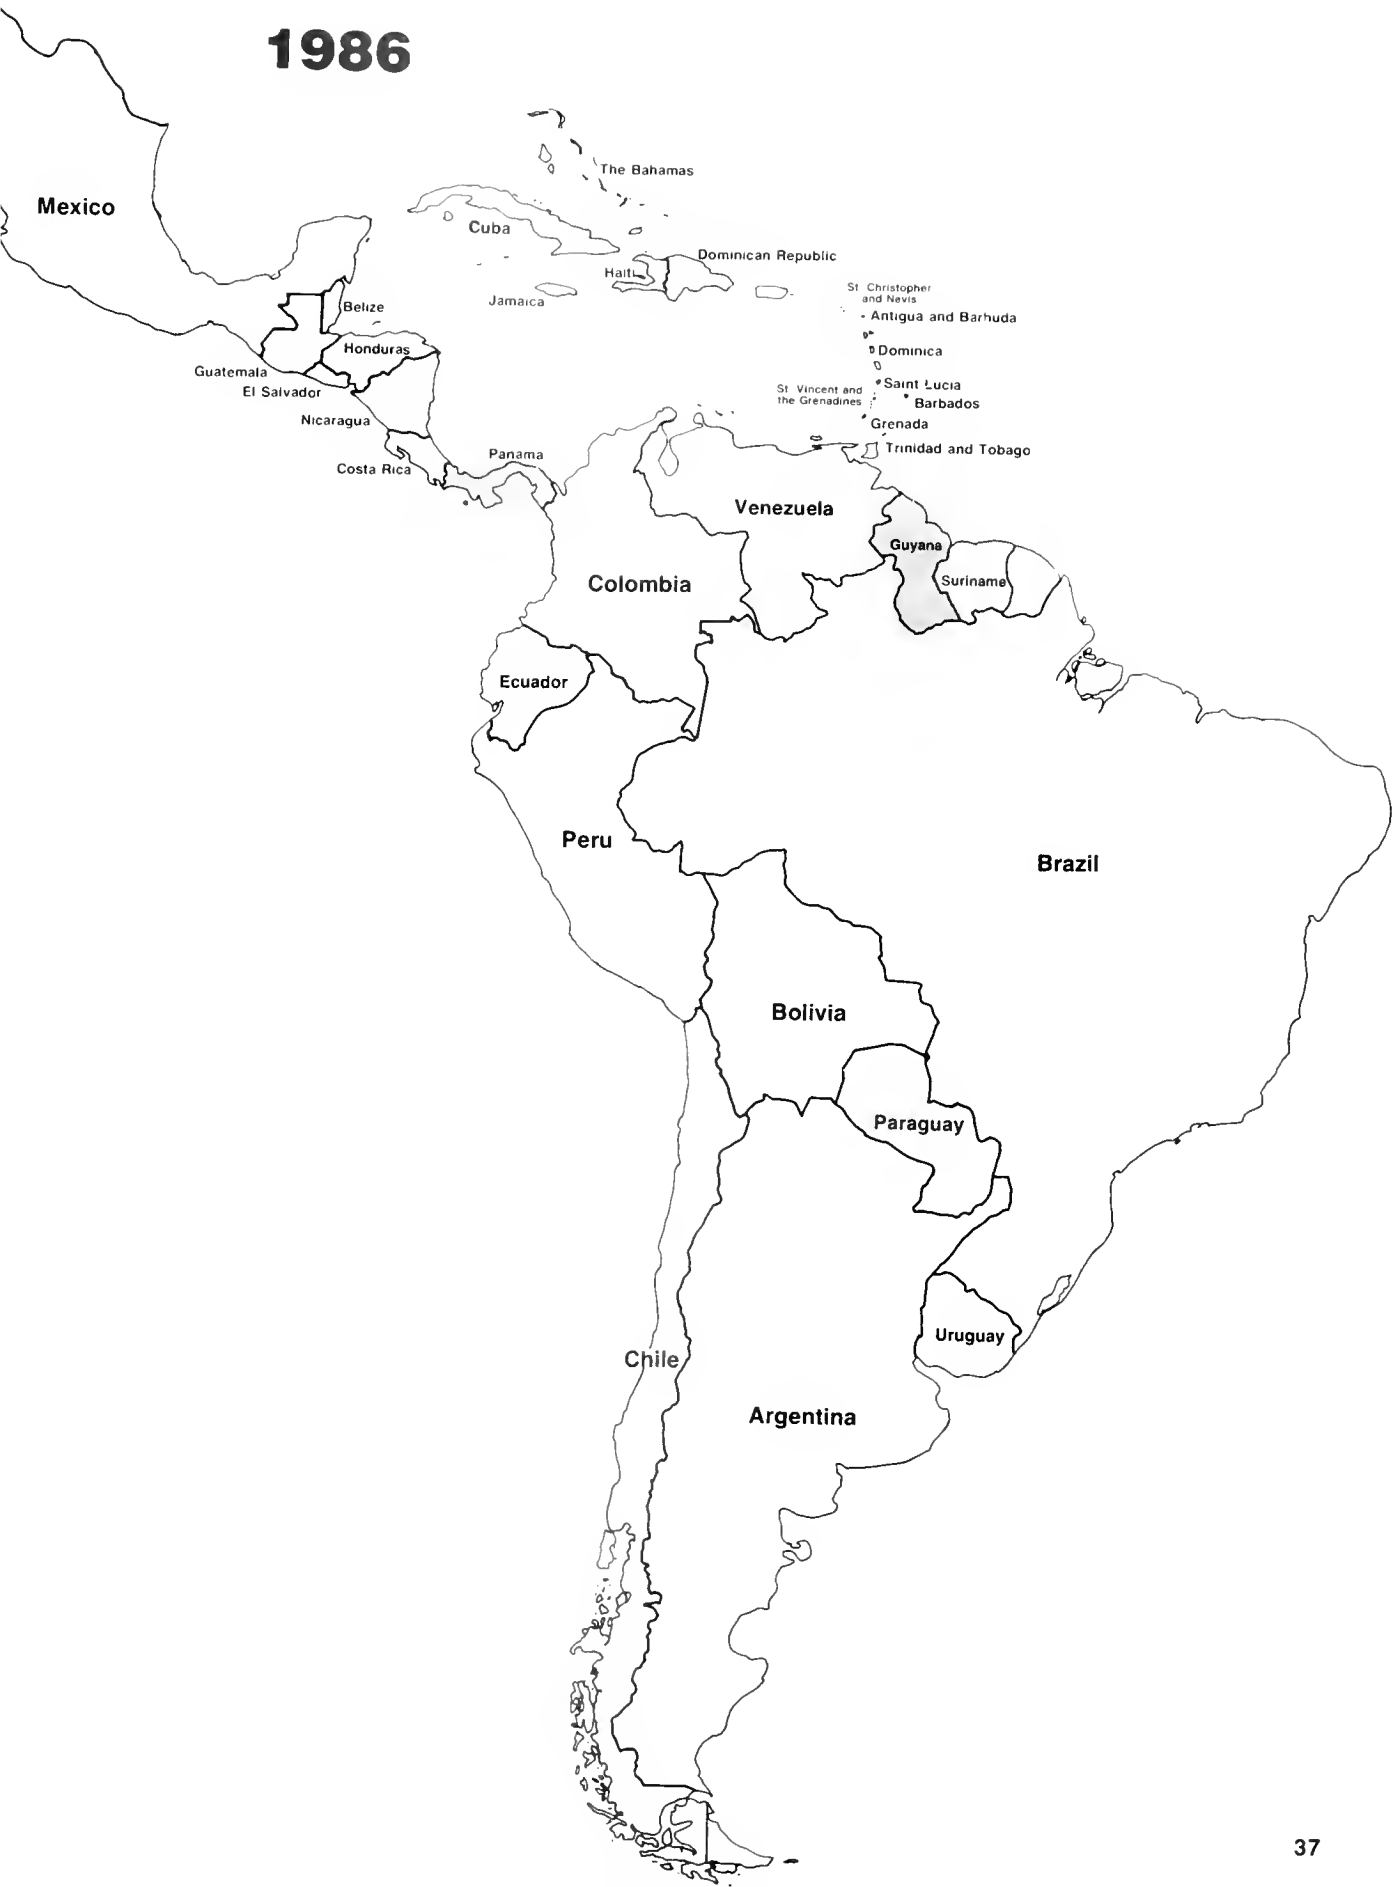 1986
The Bahamas
Mexico
Cuba
Dominican Republic
Haiti
St Christopher
and Nevis
Jamaica
Belize
Antigua and Barbuda
Honduras
Dominica
Guatemala
El Salvador
Saint Lucia
St Vincent and
the Grenadines
Barbados
Nicaragua
Grenada
Trinidad and Tobago
Panama
Costa Rica
Venezuela
Guyana
Suriname
Colombia
Ecuador
Peru
Brazil
Bolivia
Paraguay
Uruguay
Chile
Argentina
37